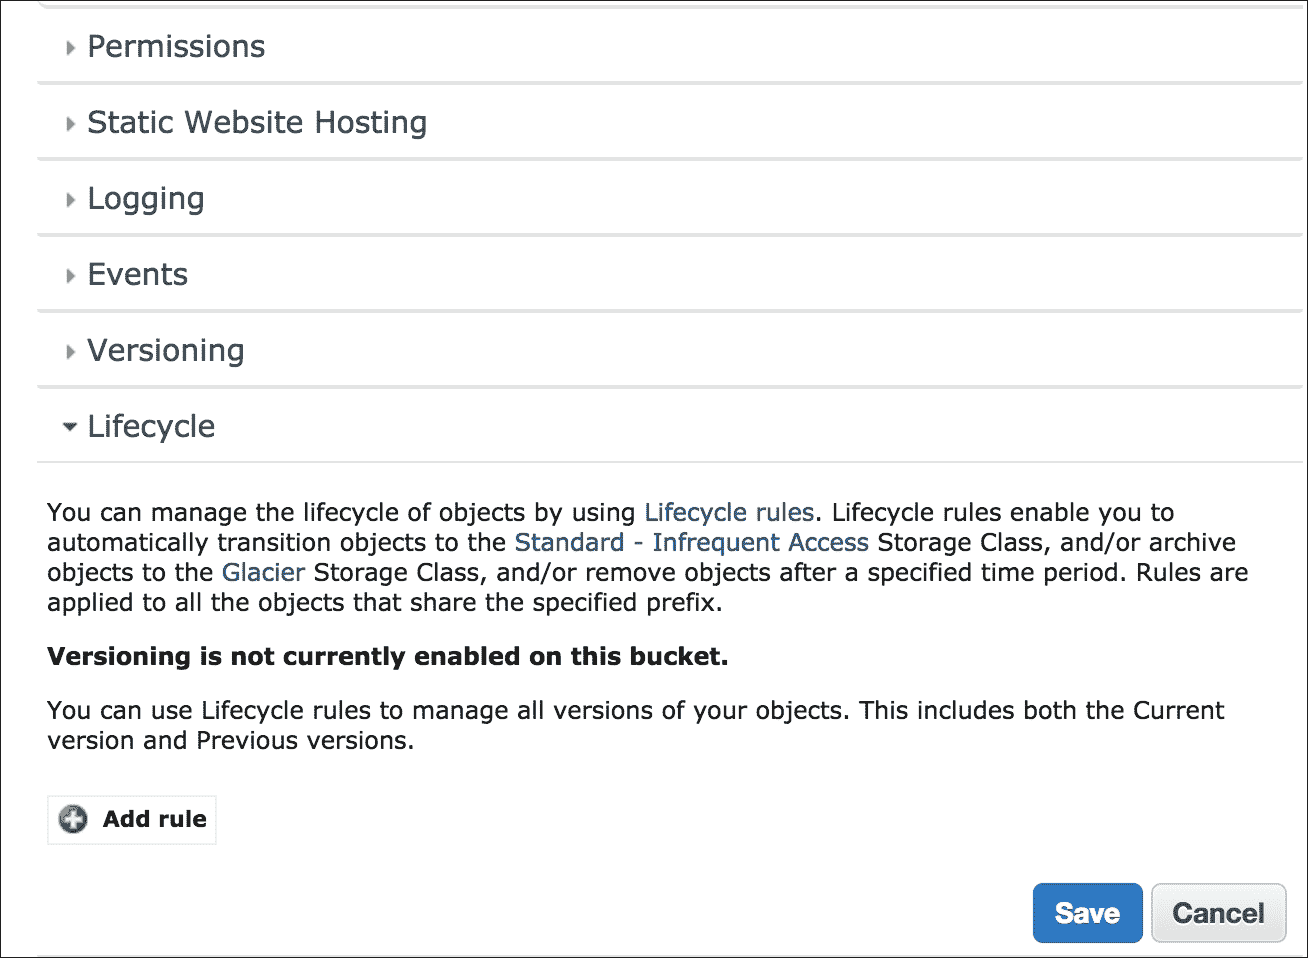 Permissions
Static Website Hosting
Logging
Events
Versioning
Lifecycle
You can manage the lifecycle of objects by using Lifecycle rules. Lifecycle rules enable you to
automatically transition objects to the Standard - Infrequent Access Storage Class, and/or archive
objects to the Glacier Storage Class, and/or remove objects after a specified time period. Rules are
applied to all the objects that share the specified prefix.
Versioning is not currently enabled on this bucket.
You can use Lifecycle rules to manage all versions of your objects. This includes both the Current
version and Previous versions.
Add rule
Save Cancel